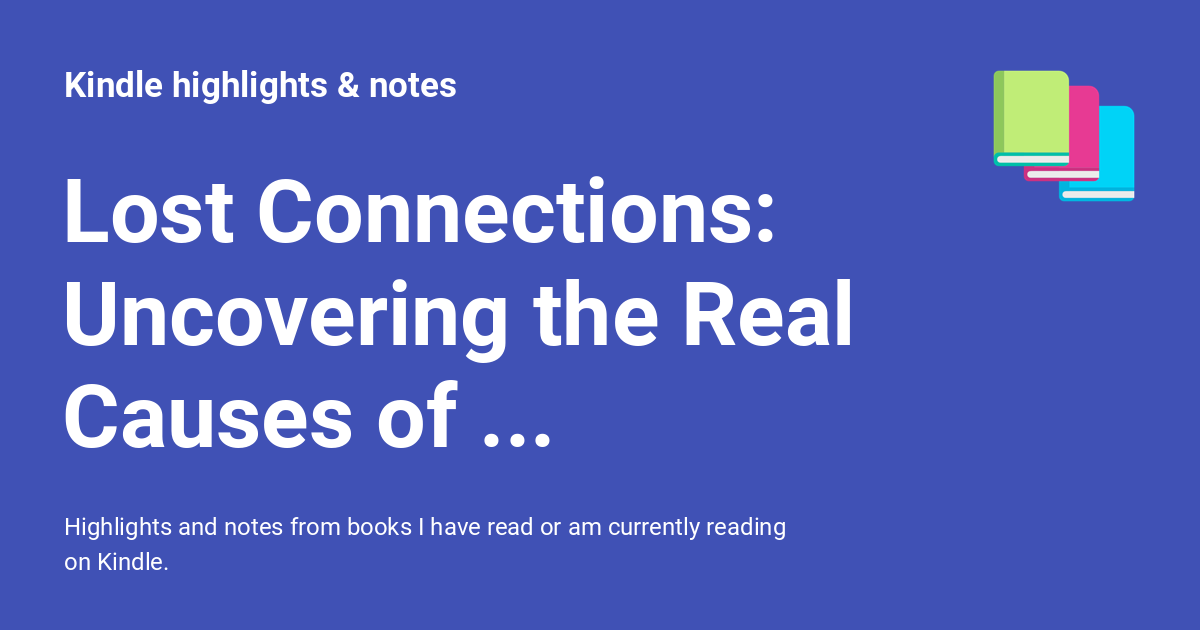 Kindle highlights & notes
Lost Connections:
Uncovering the Real
Causes of ...
Highlights and notes from books I have read or am currently reading
on Kindle.